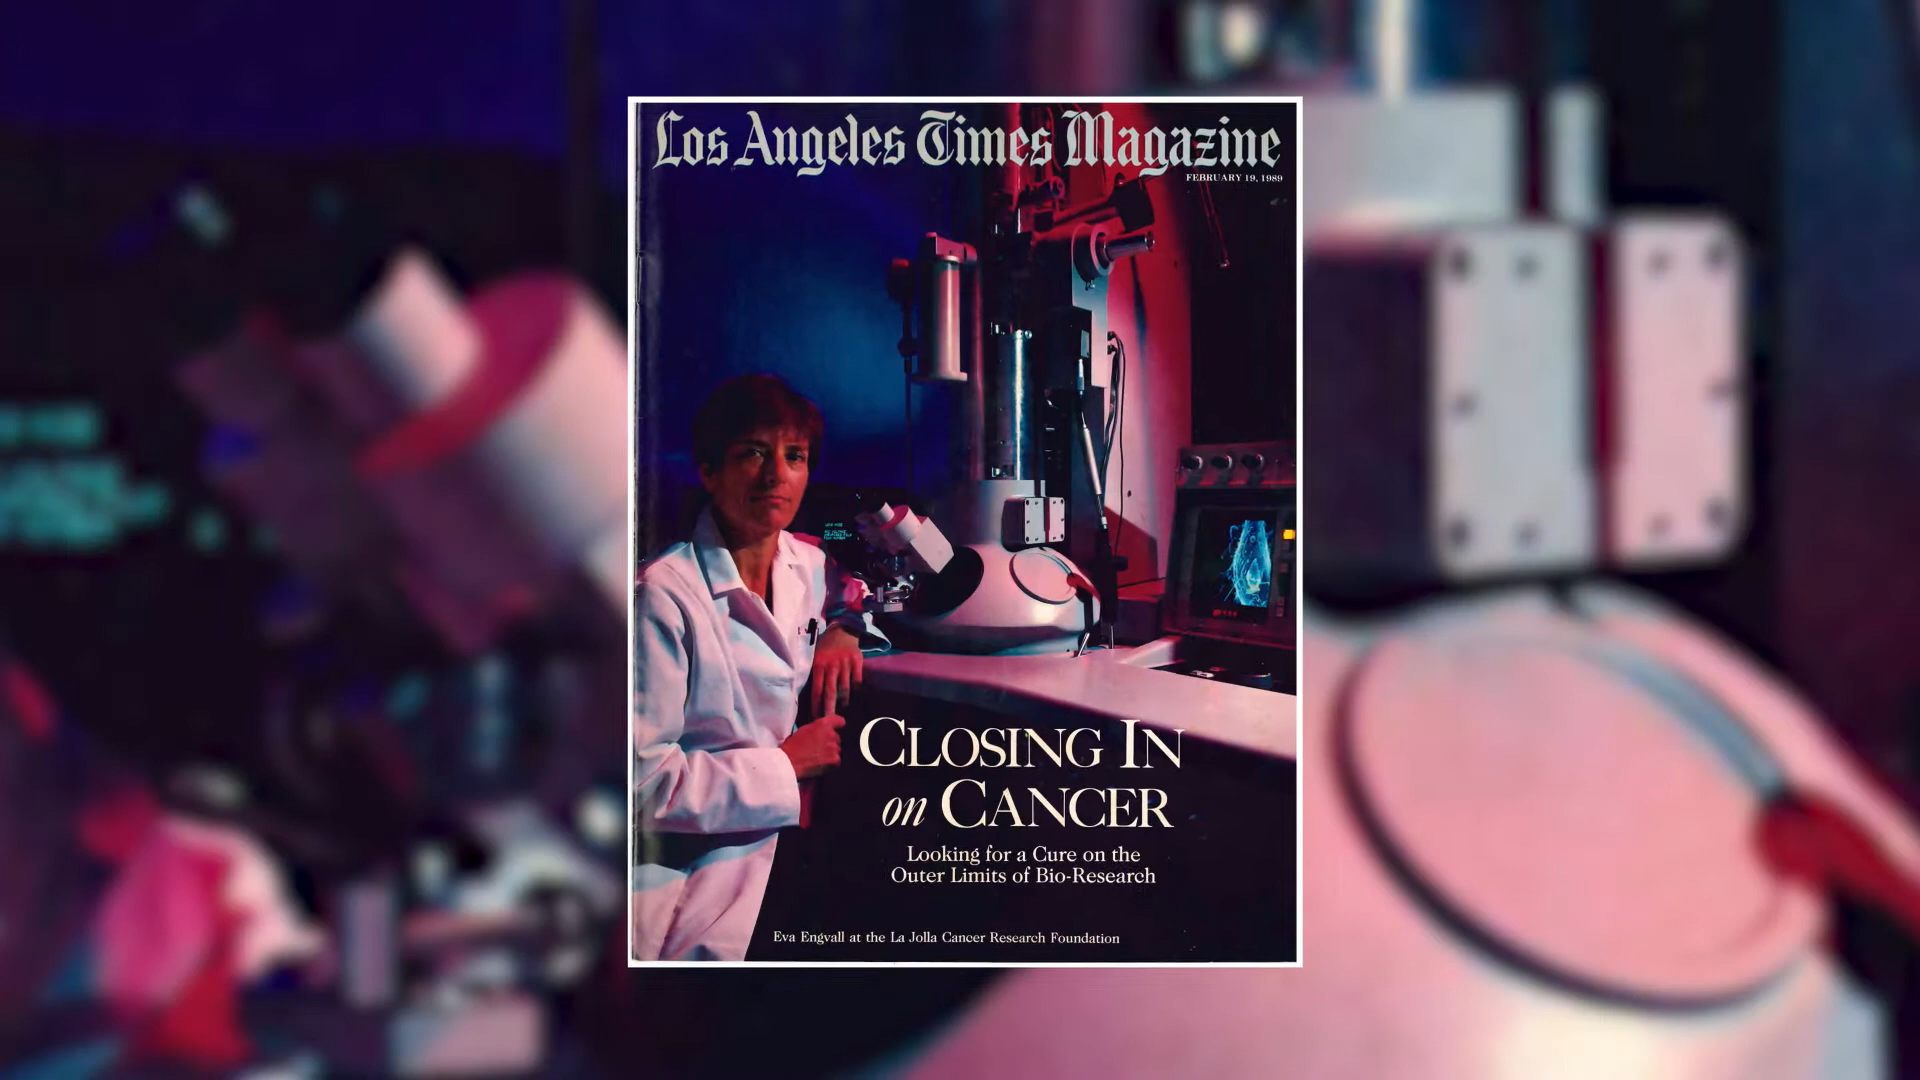 Los Angeles Times Magazine
FEBRUARY 19, 1989
CLOSING IN
on CANCER
Looking for a Cure on the
Outer Limits of Bio-Research
Eva Engvall at the La Jolla Cancer Research Foundation